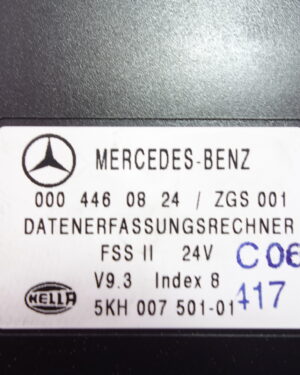 MERCEDES-BENZ
000 446 08 24 / ZGS 001
DATENERFASSUNGSRECHNER
FSS II 24V C06
V9.3 Index 8
HELLA 5KH 007 501-01 417